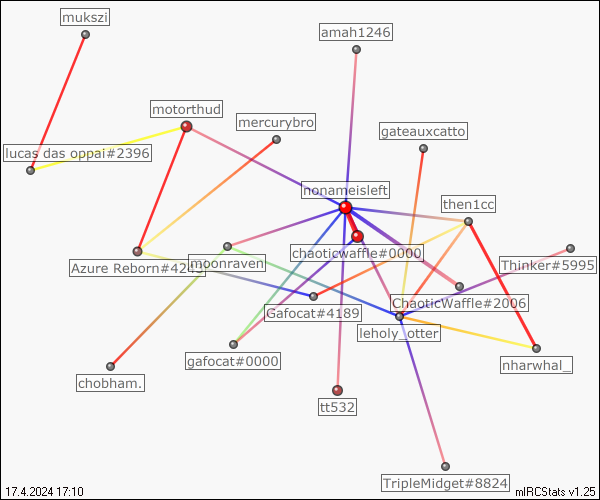 mukszi
amah1246
motorthud
mercurybro
gateauxcatto
lucas das oppai#2396
nonameisleft
then1cc
chaoticwaffle#0000
moonraven
Azure Reborn#4243
Thinker#5995
ChaoticWaffle#2006
Gafocat#4189
leholy_otter
gafocat#0000
nharwhal_
chobham.
tt532
TripleMidget#8824
17.4.2024 17:10
mIRCStats v1.25